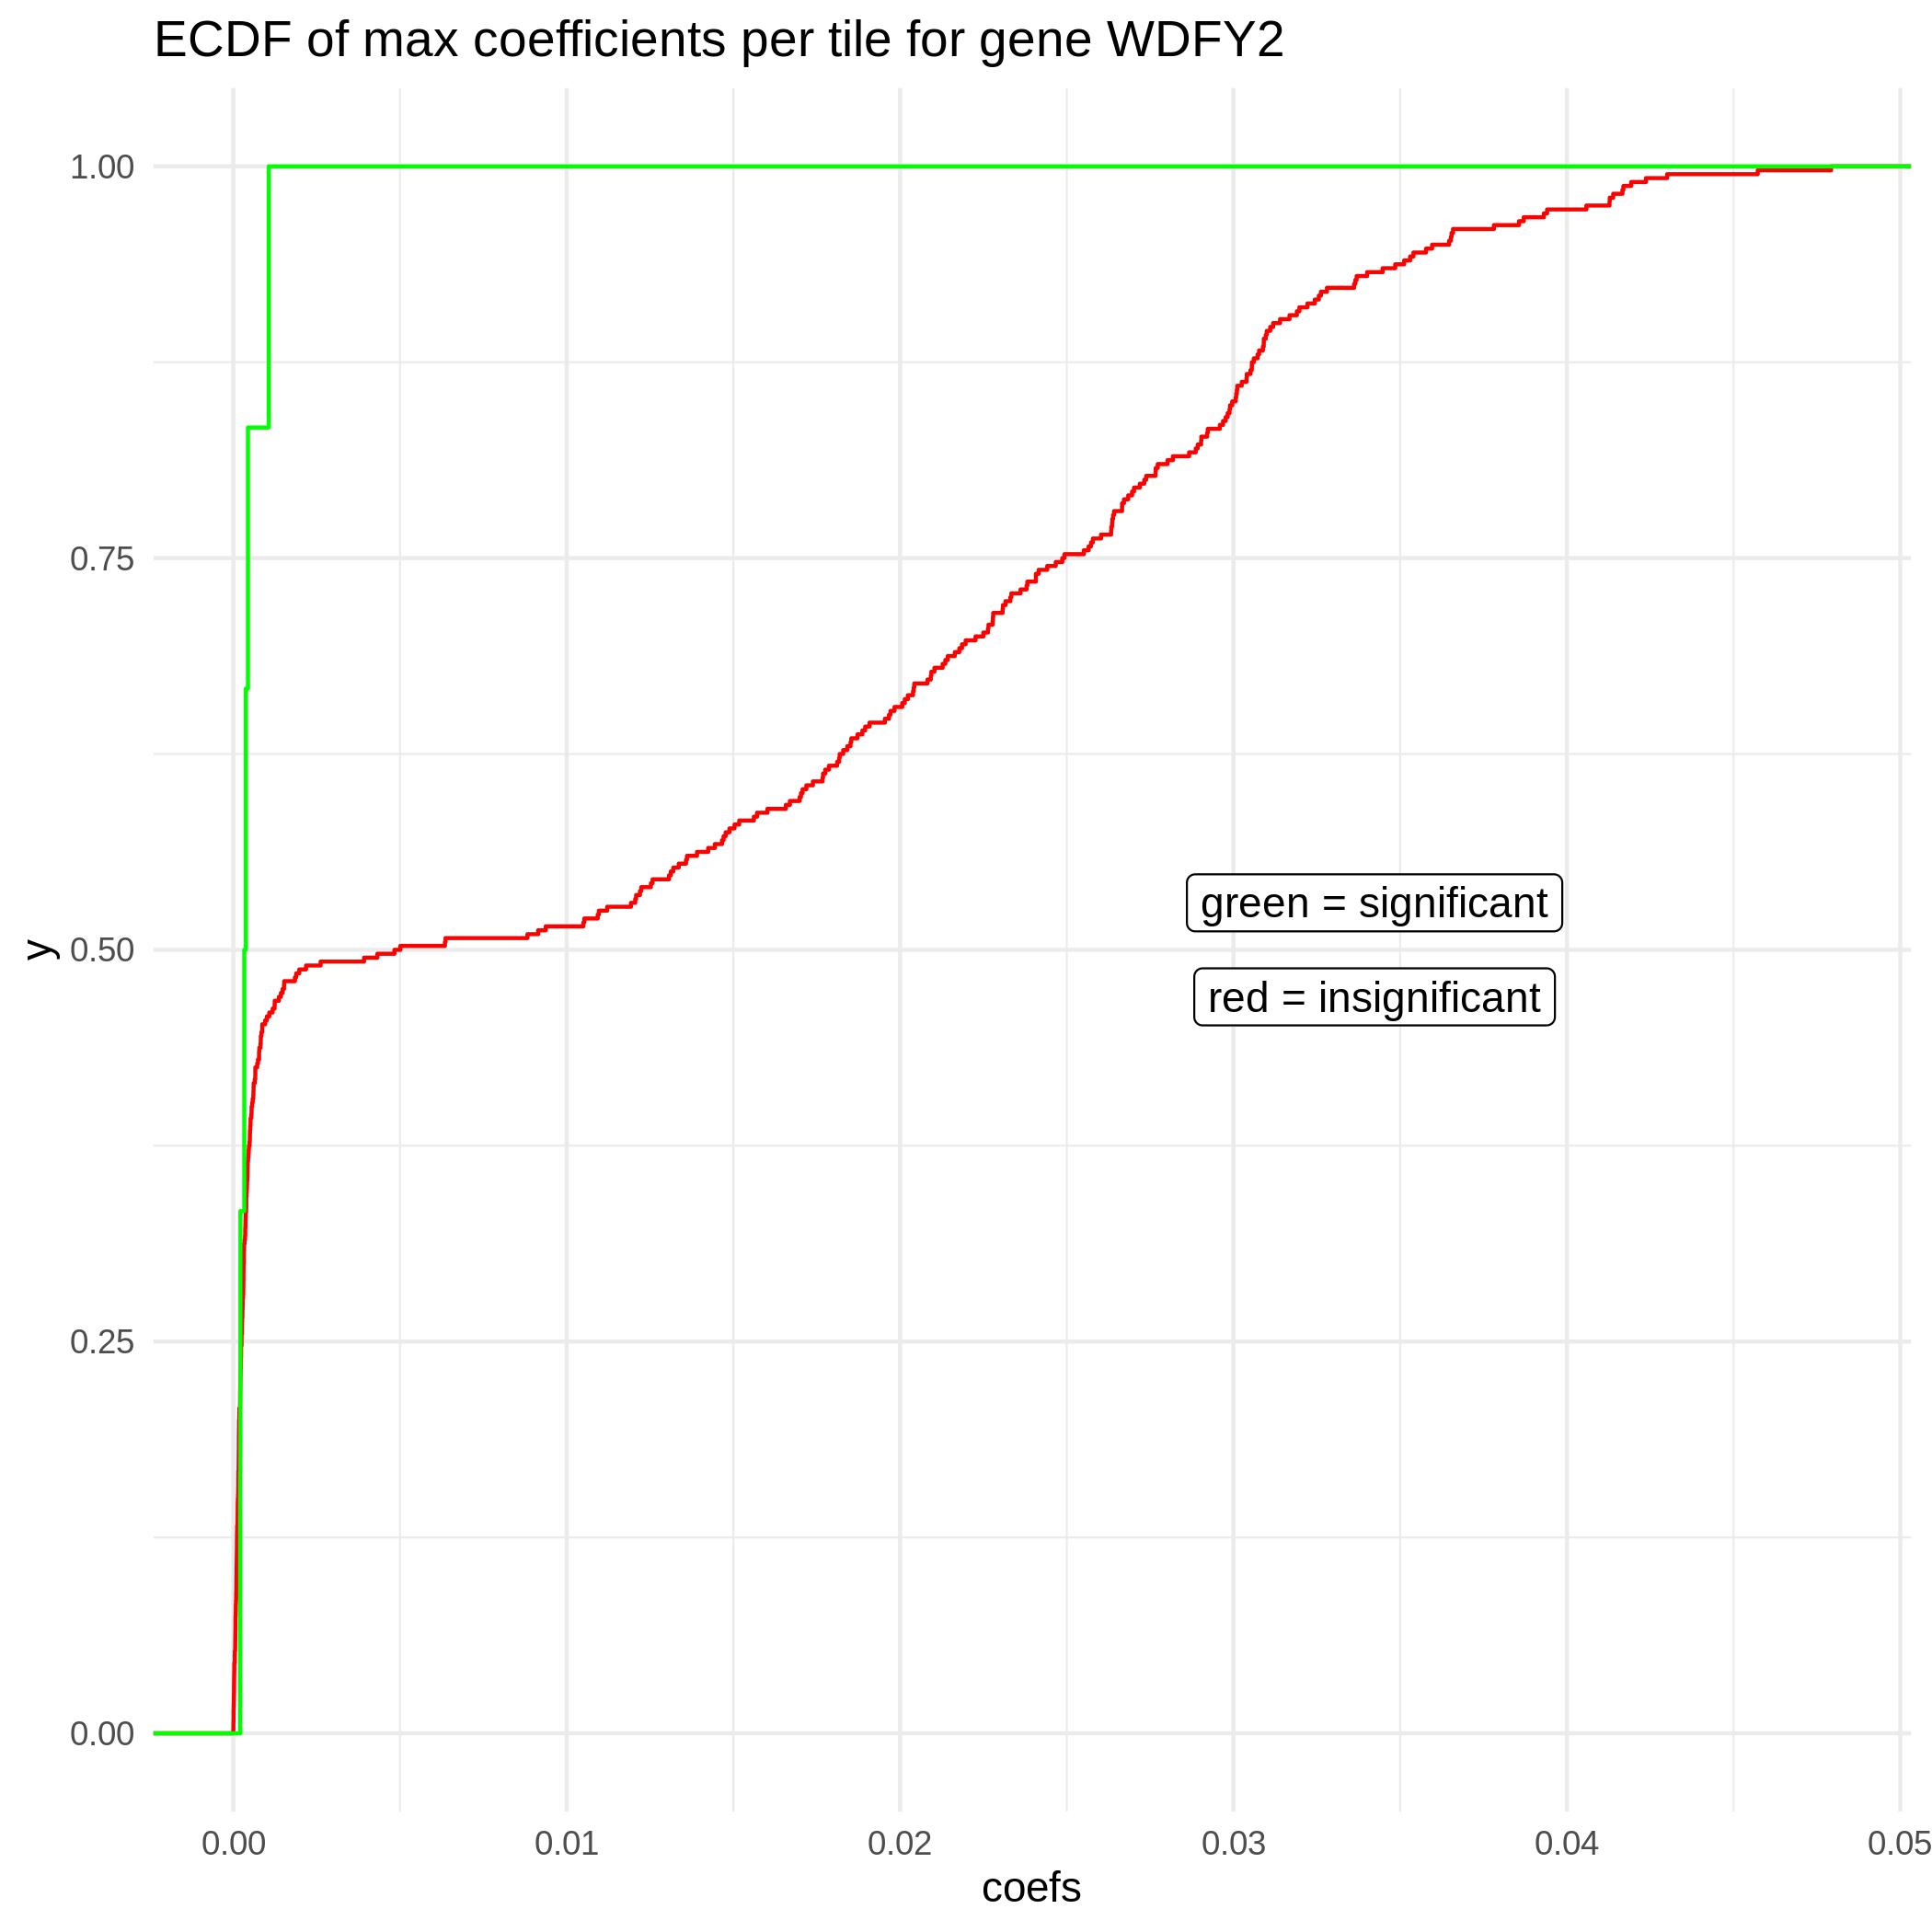 ECDF of max coefficients per tile for gene WDFY2
1.00
0.75
0.50
0.25
0.00
y
green = significant
red = insignificant
0.00 0.01 0.02 0.03 0.04 0.05
coefs